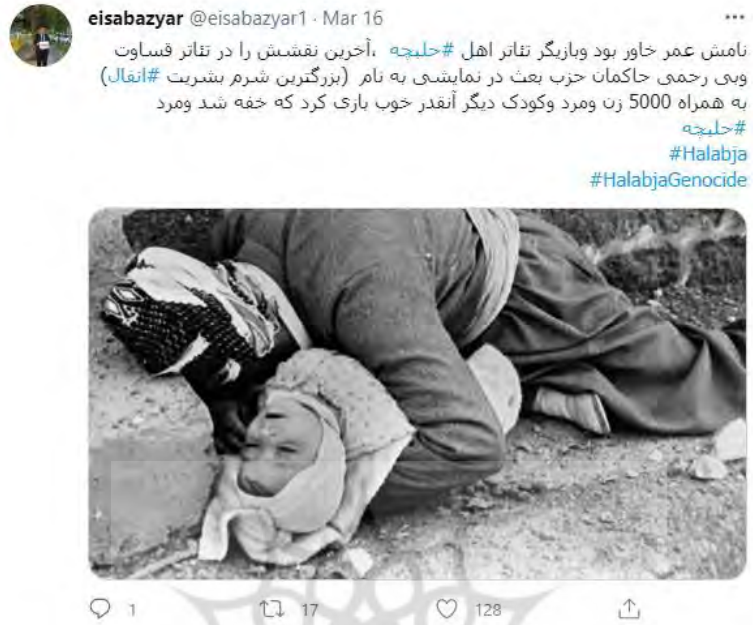 eisabazyar @eisabazyar1 · Mar 16
نامش عمر خاور بود وبازیگر تئاتر اهل #حلبچه ،آخرین نقشش را در تئاتر قساوت
وبی رحمی حاکمان حزب بعث در نمایشی به نام (بزرگترین شرم بشریت #انفال)
به همراه 5000 زن ومرد وکودک دیگر آنقدر خوب بازی کرد که خفه شد ومرد
#حلبچه
#Halabja
#HalabjaGenocide
1 17 128